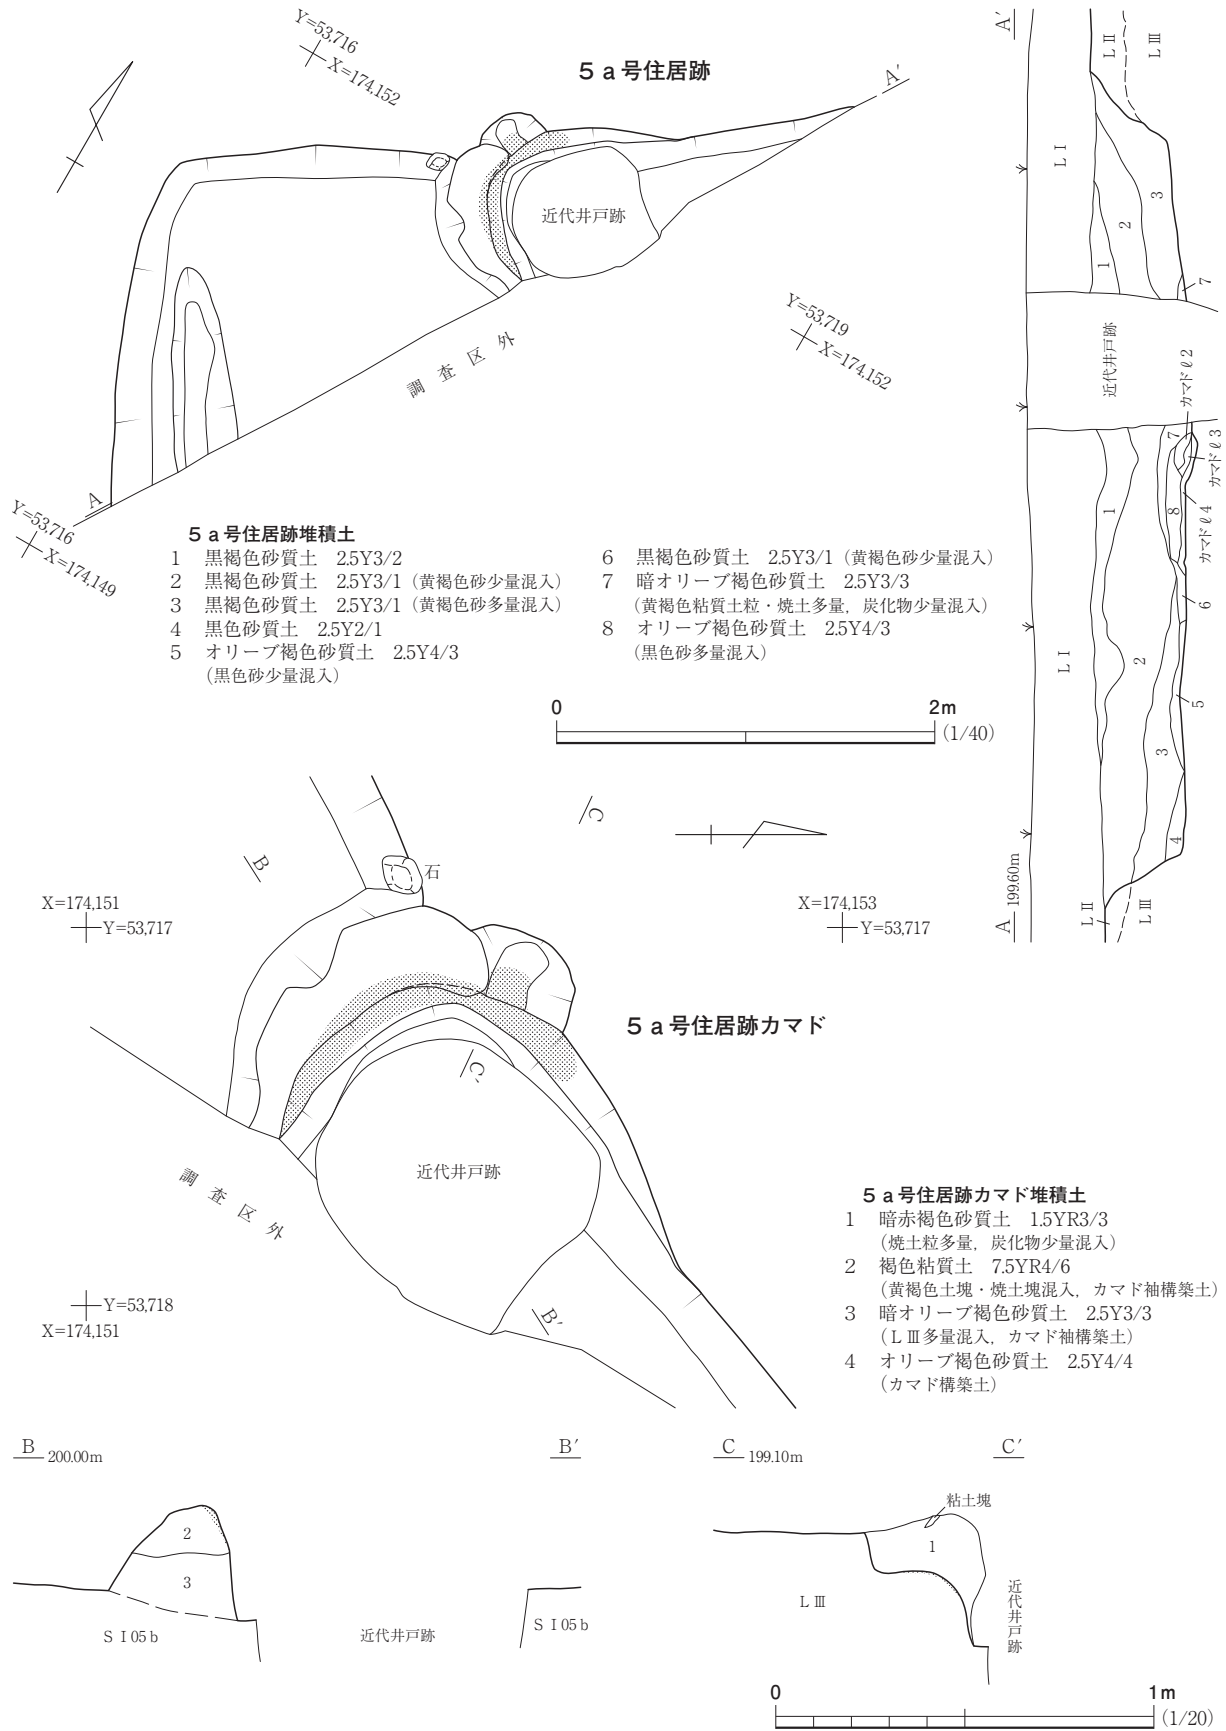 Y=53,716
X=174,152
5a号住居跡
A'
近代井戸跡
調査区外
Y=53,719
X=174,152
A
Y=53,716
X=174,149
A'
LⅡ
LⅢ
LⅠ
3
2
1
7
近代井戸跡
カマドℓ2
7
カマドℓ3
1
8
カマドℓ4
6
LⅠ
2
5
3
4
A 199.60m
LⅡ
LⅢ
5a号住居跡堆積土
1 黒褐色砂質土 2.5Y3/2
2 黒褐色砂質土 2.5Y3/1(黄褐色砂少量混入)
3 黒褐色砂質土 2.5Y3/1(黄褐色砂多量混入)
4 黒色砂質土 2.5Y2/1
5 オリーブ褐色砂質土 2.5Y4/3
(黒色砂少量混入)
6 黒褐色砂質土 2.5Y3/1(黄褐色砂少量混入)
7 暗オリーブ褐色砂質土 2.5Y3/3
(黄褐色粘質土粒・焼土多量,炭化物少量混入)
8 オリーブ褐色砂質土 2.5Y4/3
(黒色砂多量混入)
0 2m
(1/40)
C
B
石
X=174,151
Y=53,717
X=174,153
Y=53,717
5a号住居跡カマド
C'
近代井戸跡
調査区外
Y=53,718
X=174,151
B'
5a号住居跡カマド堆積土
1 暗赤褐色砂質土 1.5YR3/3
(焼土粒多量,炭化物少量混入)
2 褐色粘質土 7.5YR4/6
(黄褐色土塊・焼土塊混入,カマド袖構築土)
3 暗オリーブ褐色砂質土 2.5Y3/3
(LⅢ多量混入,カマド袖構築土)
4 オリーブ褐色砂質土 2.5Y4/4
(カマド構築土)
B 200.00m
B'
2
3
SI05b
近代井戸跡
SI05b
C 199.10m
C'
粘土塊
1
LⅢ
近代井戸跡
0 1m
(1/20)